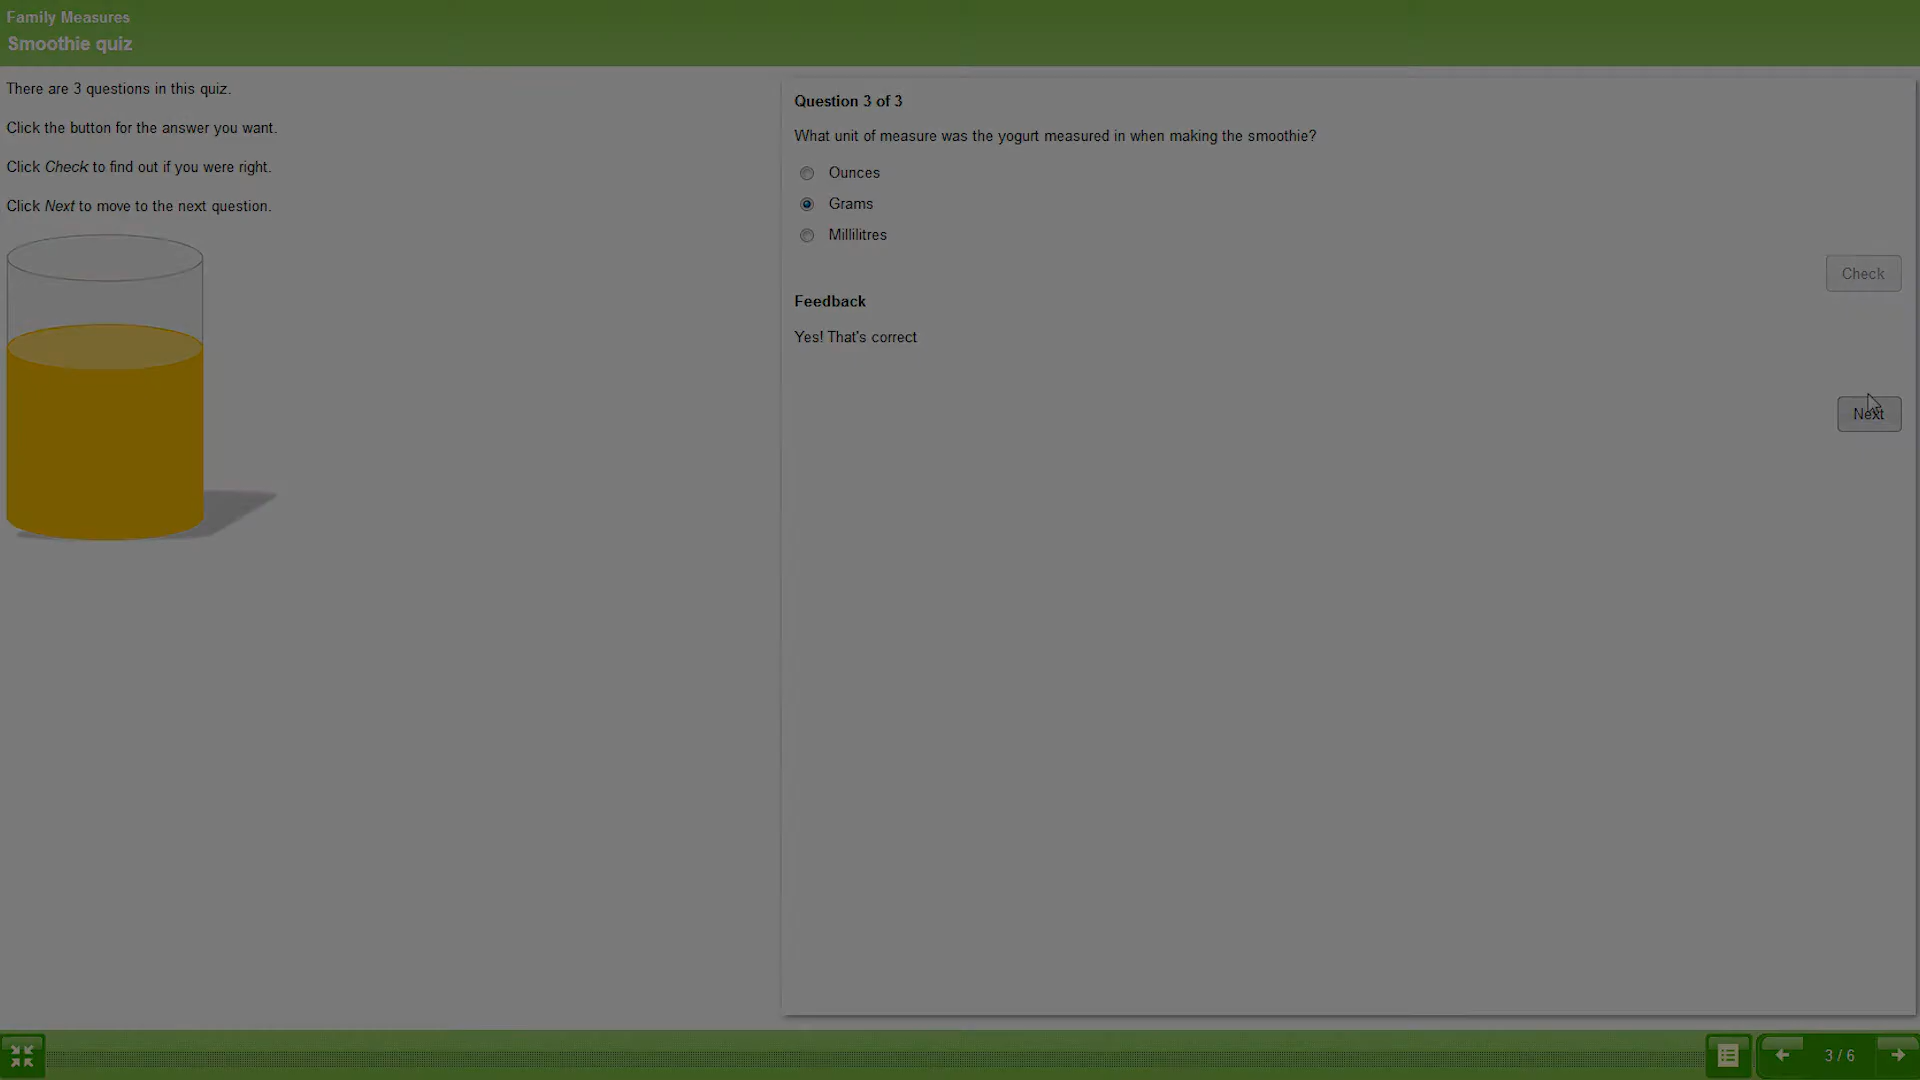 Family Measures
Smoothie quiz
There are 3 questions in this quiz.
Click the button for the answer you want.
Click Check to find out if you were right.
Click Next to move to the next question.
Question 3 of 3
What unit of measure was the yogurt measured in when making the smoothie?
Ounces
Grams
Millilitres
Check
Feedback
Yes! That's correct
Next
3 / 6